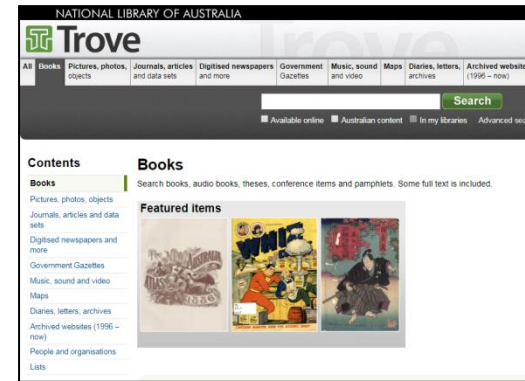 NATIONAL LIBRARY OF AUSTRALIA
Trove
All
Books
Pictures, photos,
objects
Journals, articles
and data sets
Digitised newspapers
and more
Government
Gazettes
Music, sound
and video
Maps
Diaries, letters,
archives
Archived website
(1996 – now)
Search
Available online
Australian content
In my libraries
Advanced sea
Contents
Books
Pictures, photos, objects
Journals, articles and data
sets
Digitised newspapers and
more
Government Gazettes
Music, sound and video
Maps
Diaries, letters, archives
Archived websites (1996 –
now)
People and organisations
Lists
Books
Search books, audio books, theses, conference items and pamphlets. Some full text is included.
Featured items
AUSTRALIA
ATLAS
1886
WHIZ